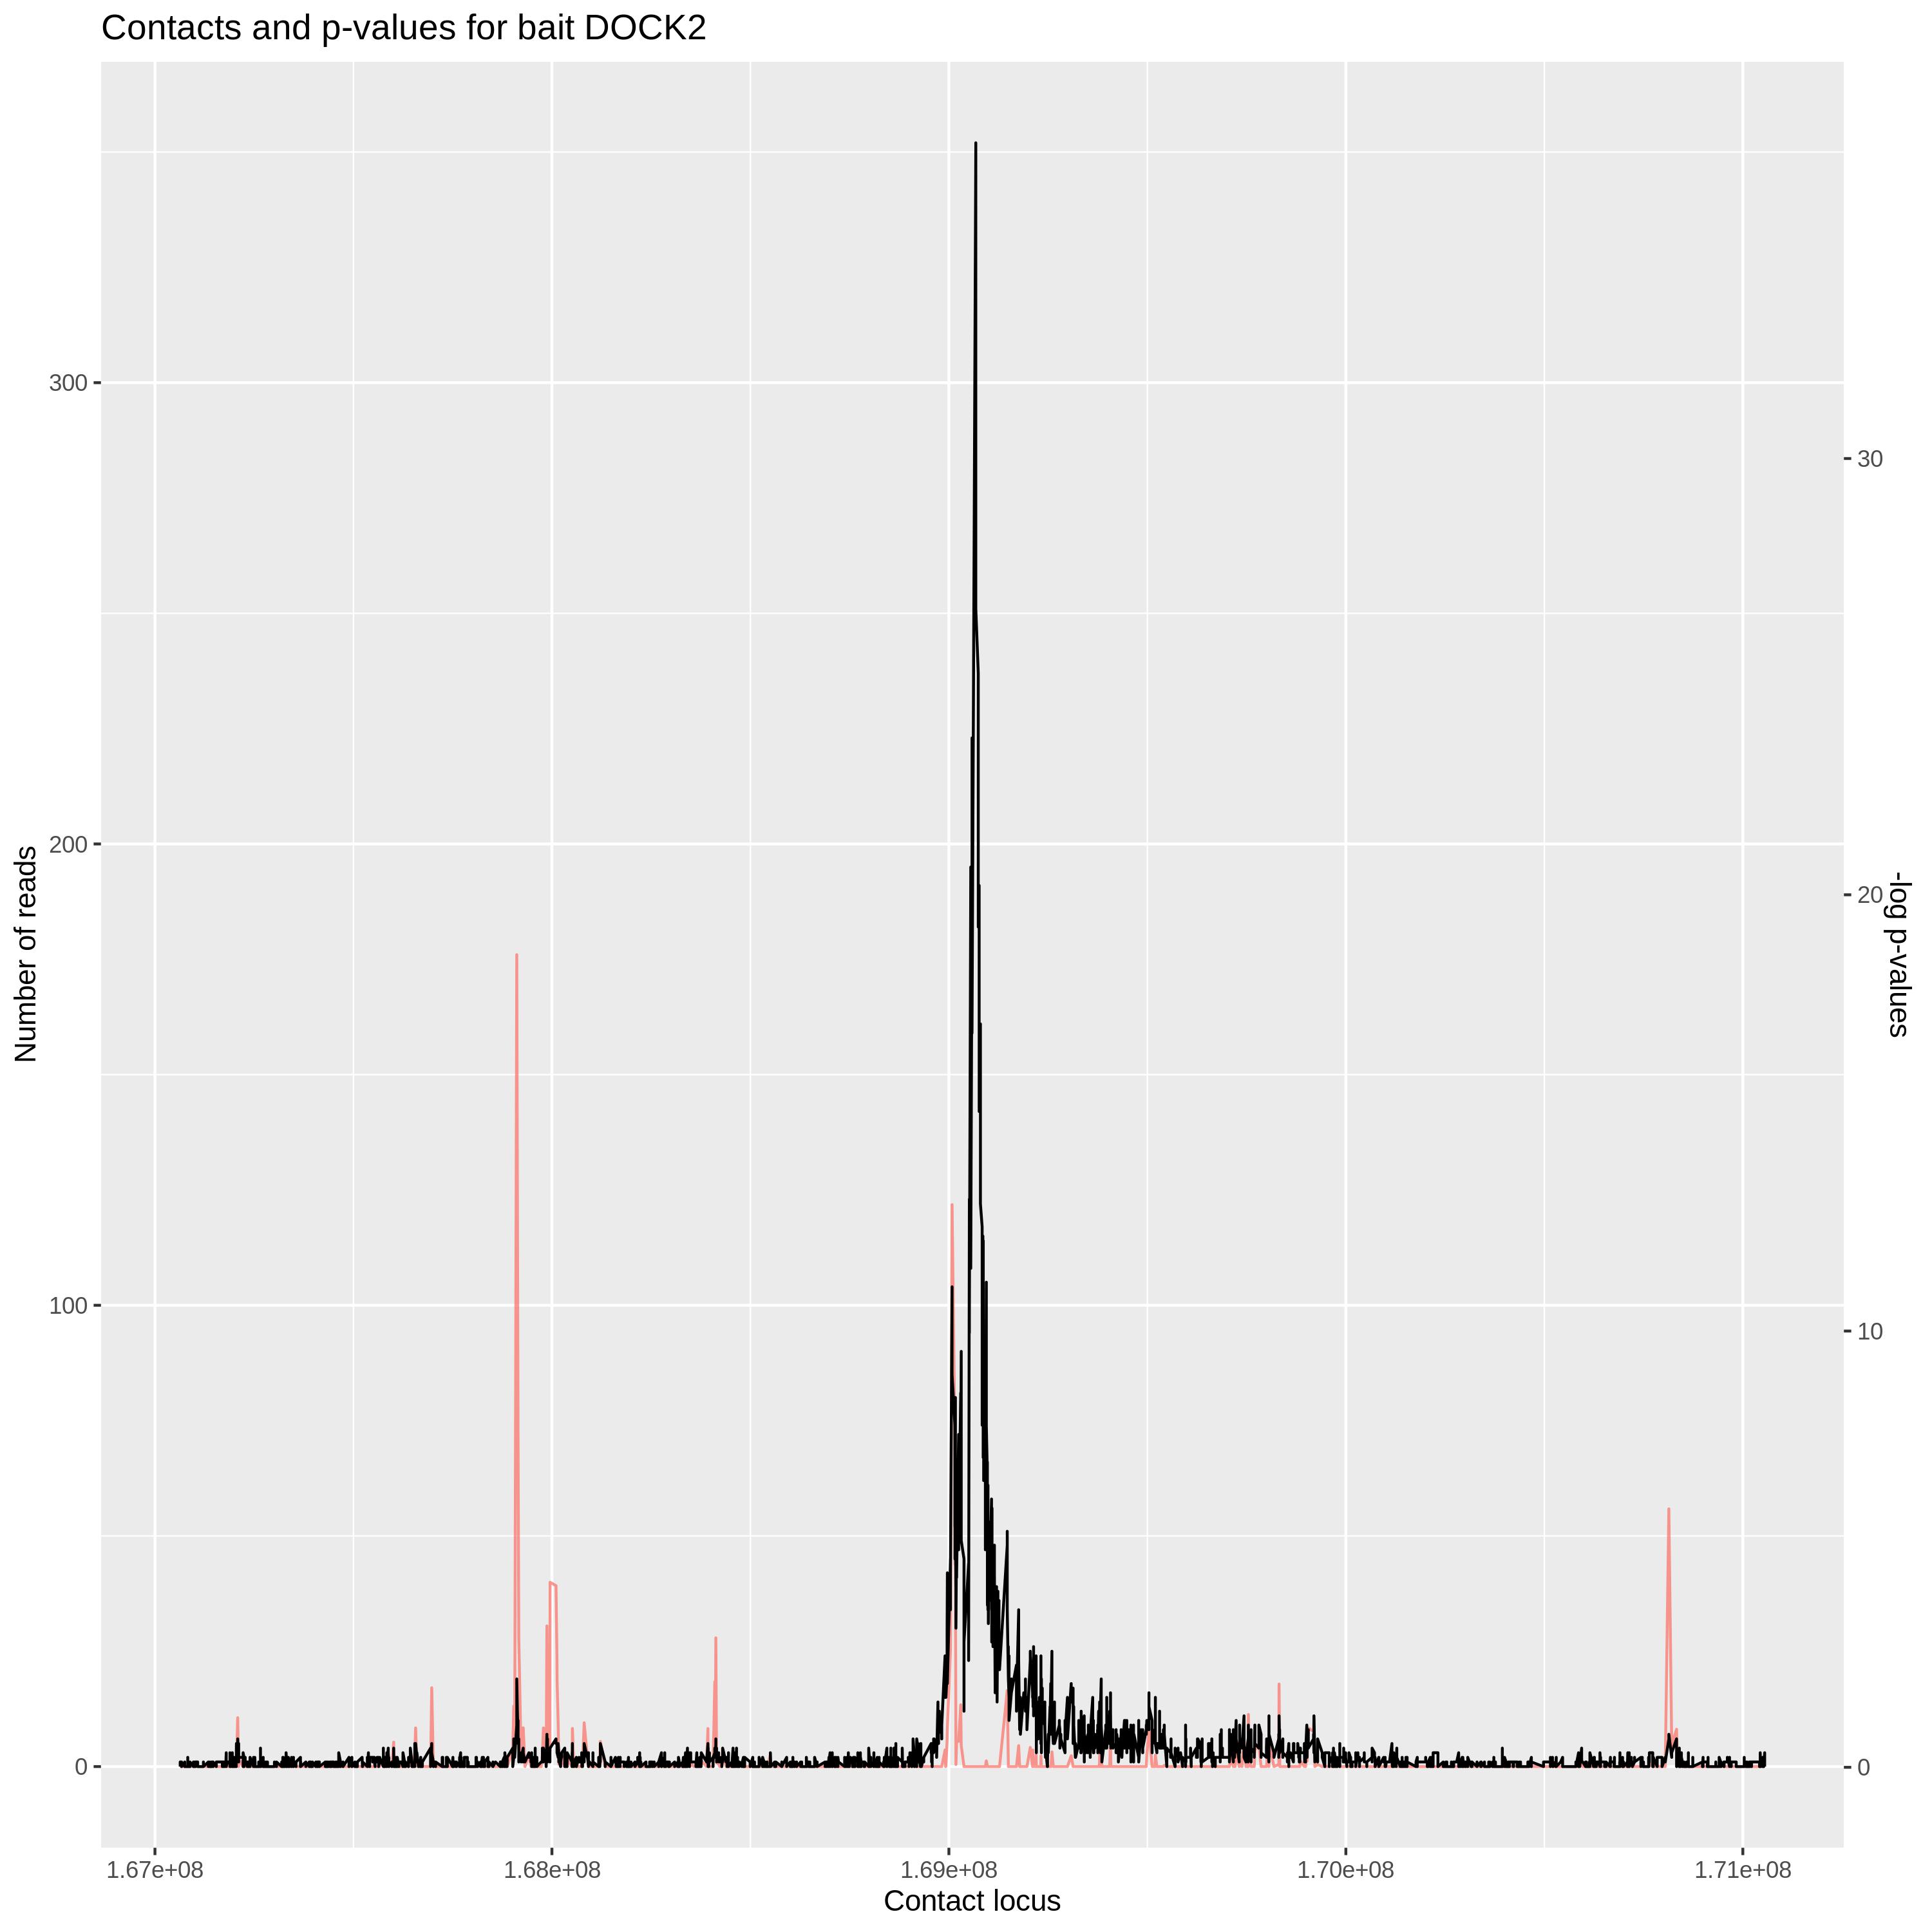 Contacts and p-values for bait DOCK2
300
200
100
0
Number of reads
30
20
10
0
-log p-values
1.67e+08 1.68e+08 1.69e+08 1.70e+08 1.71e+08
Contact locus